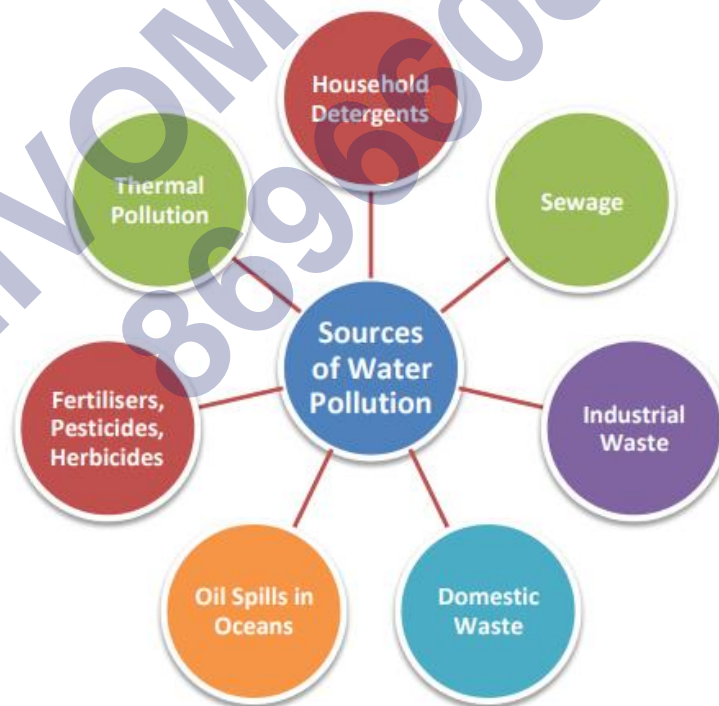 Household
Detergents
Sewage
Industrial
Waste
Domestic
Waste
Oil Spills in
Oceans
Fertilisers,
Pesticides,
Herbicides
Thermal
Pollution
Sources
of Water
Pollution